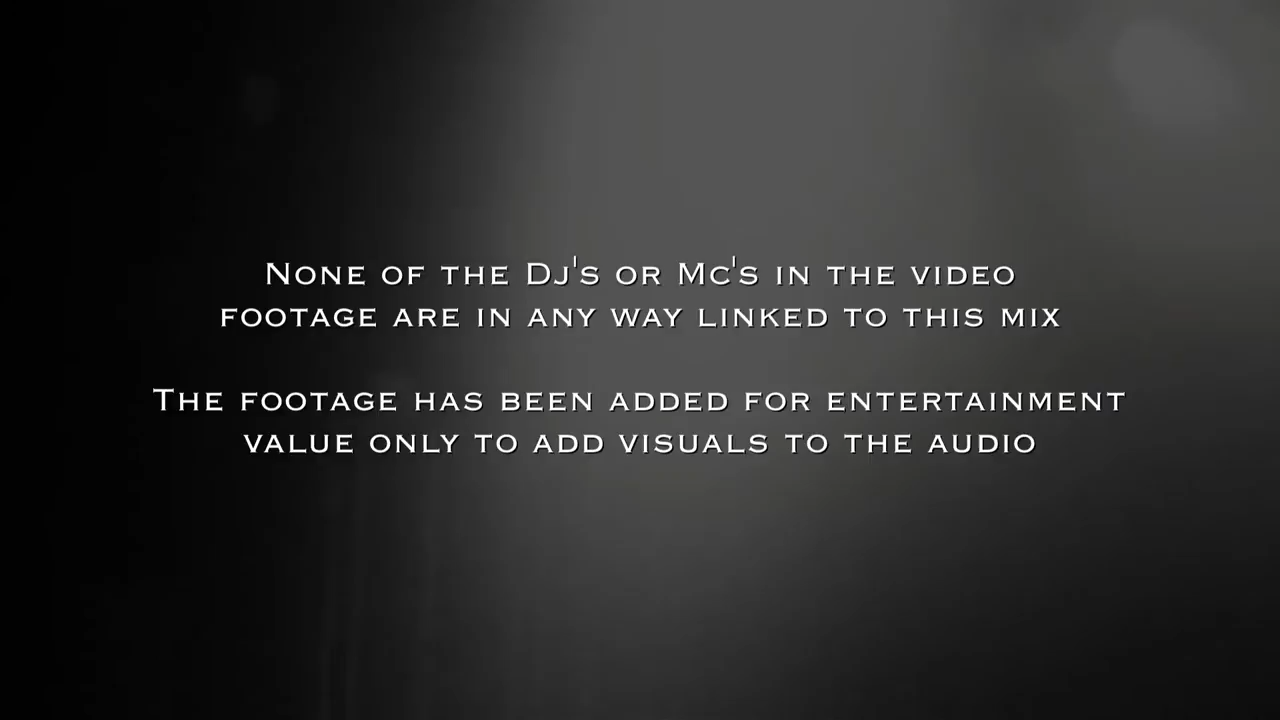 None of the Dj's or Mc's in the video
footage are in any way linked to this mix
The footage has been added for entertainment
value only to add visuals to the audio